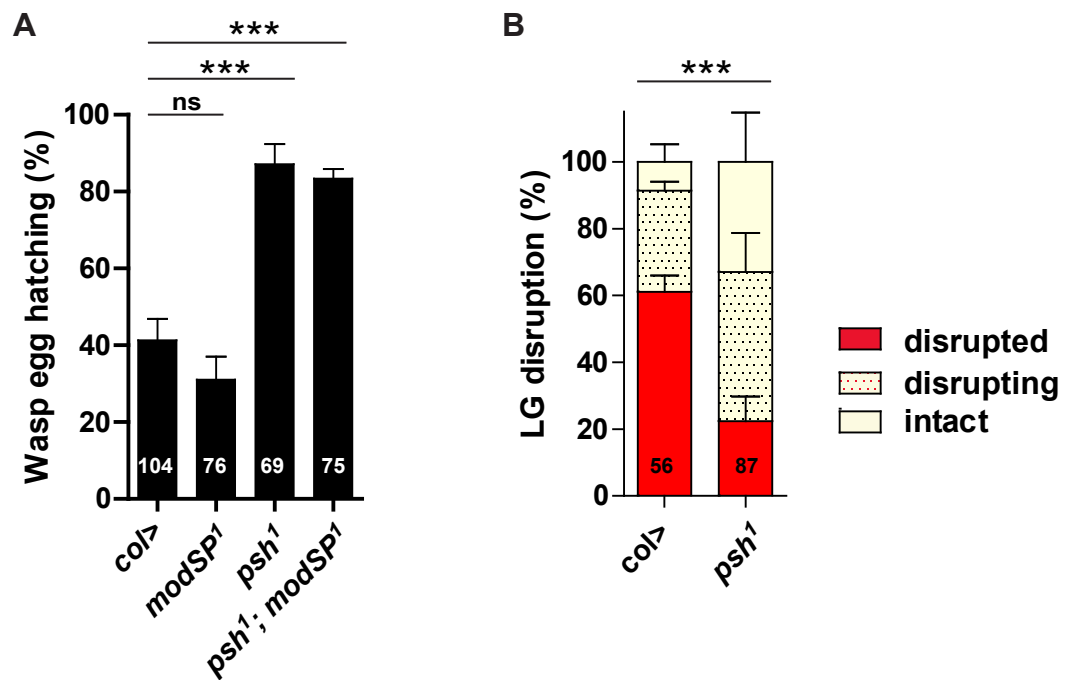 A
***
***
ns
Wasp egg hatching (%)
100
80
60
40
20
0
104
76
69
75
col>
modSP¹
psh¹
psh¹; modSP¹
B
***
LG disruption (%)
100
80
60
40
20
0
56
87
col>
psh¹
disrupted
disrupting
intact